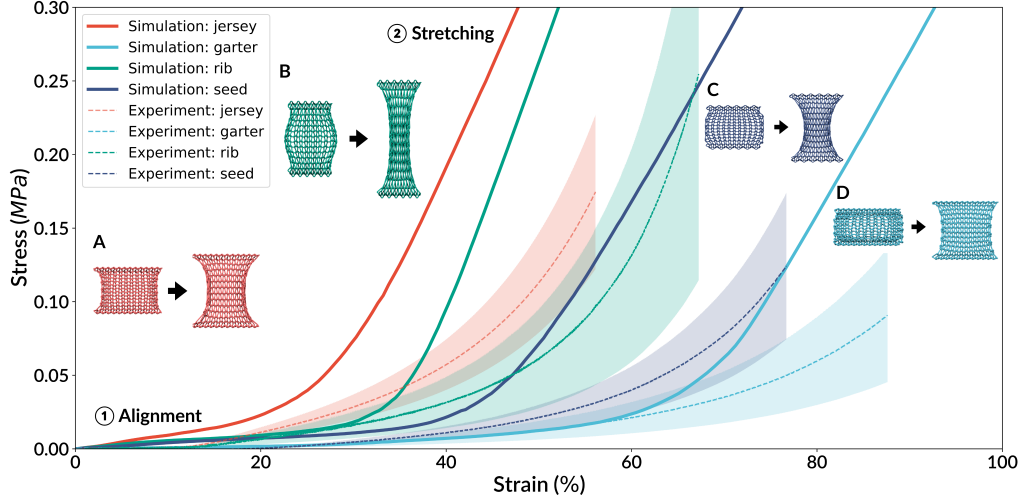 0.30
0.25
0.20
0.15
0.10
0.05
0.00
Stress (MPa)
Simulation: jersey
Simulation: garter
Simulation: rib
Simulation: seed
Experiment: jersey
Experiment: garter
Experiment: rib
Experiment: seed
② Stretching
B
C
D
A
① Alignment
0
20
40
60
80
100
Strain (%)